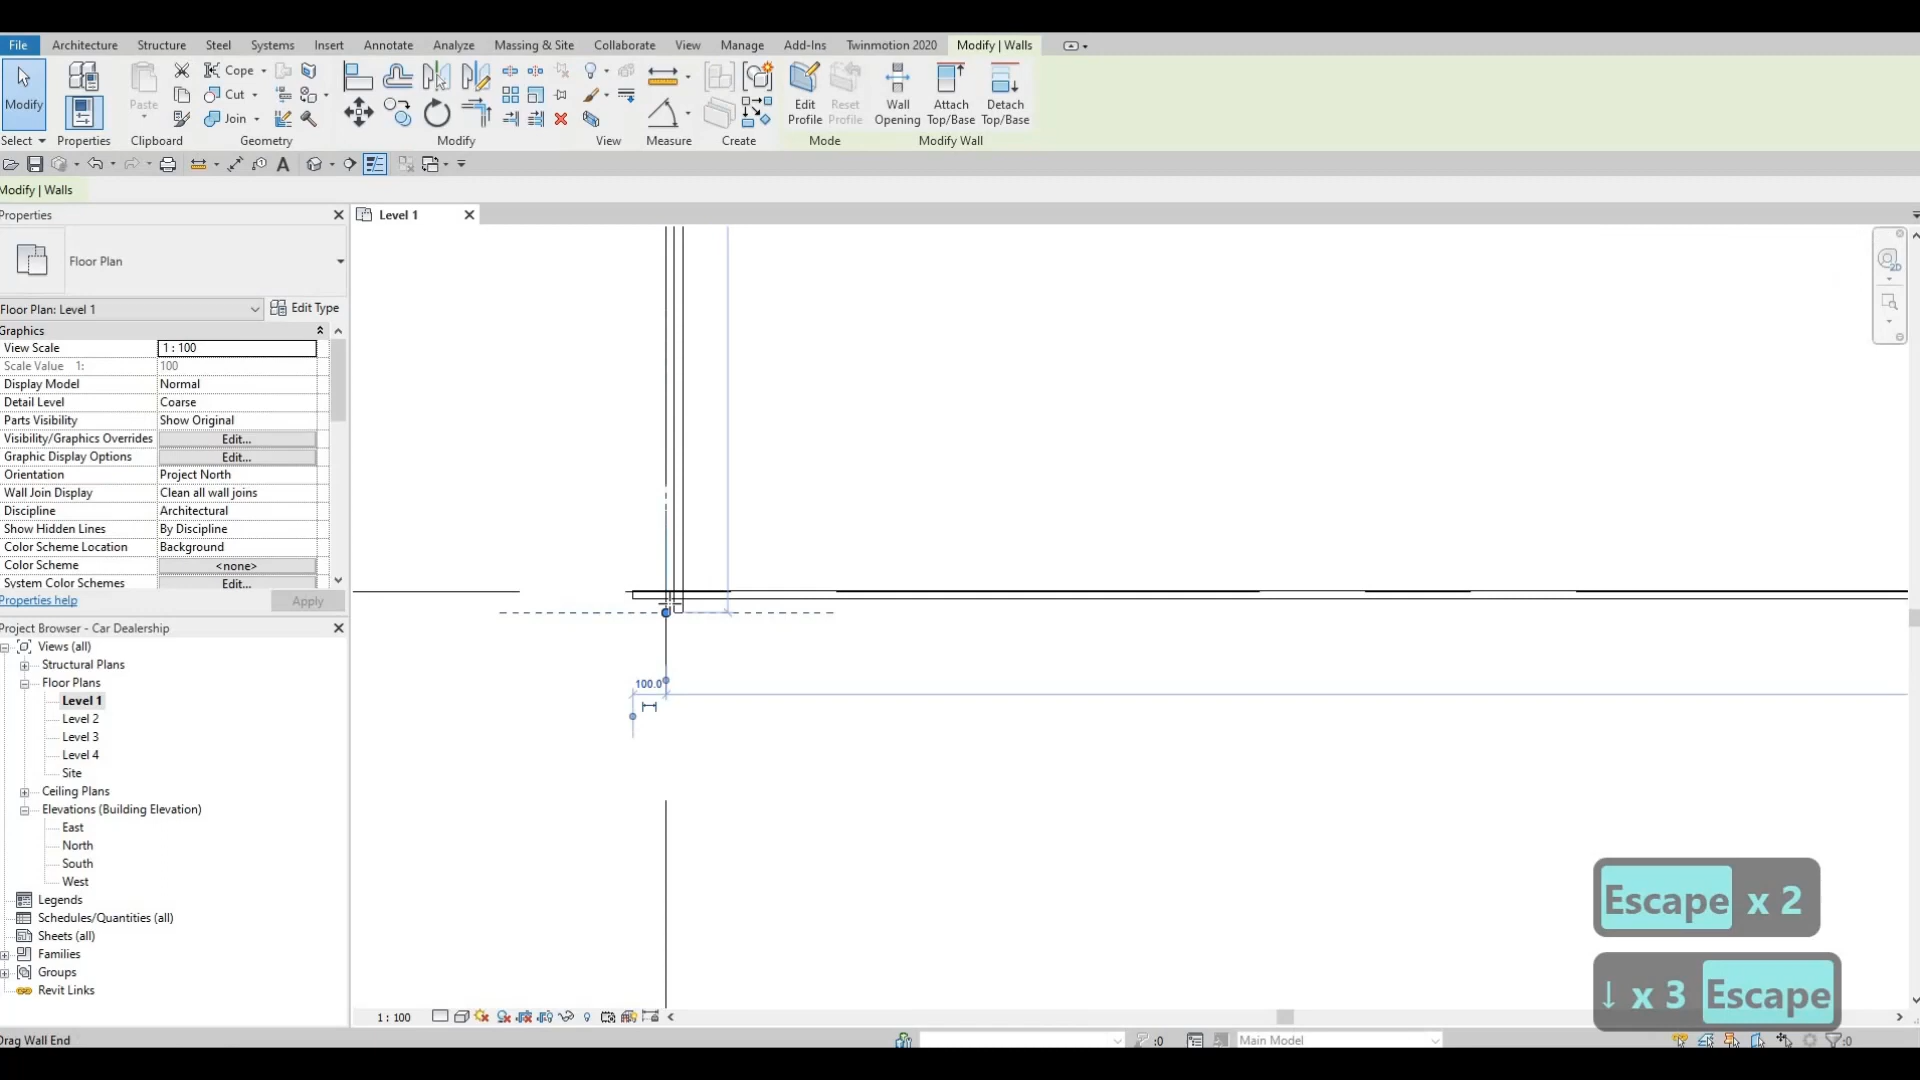 File Architecture Structure Steel Systems Insert Annotate Analyze Massing & Site Collaborate View Manage Add-Ins Twinmotion 2020 Modify | Walls
Cope
Modify Paste Cut Edit Reset Wall Attach Detach
Join Profile Profile Opening Top/Base Top/Base
Select Properties Clipboard Geometry Modify View Measure Create Mode Modify Wall
Modify | Walls
Properties
Level 1
Floor Plan
Floor Plan: Level 1 Edit Type
Graphics
View Scale 1 : 100
Scale Value 1: 100
Display Model Normal
Detail Level Coarse
Parts Visibility Show Original
Visibility/Graphics Overrides Edit...
Graphic Display Options Edit...
Orientation Project North
Wall Join Display Clean all wall joins
Discipline Architectural
Show Hidden Lines By Discipline
Color Scheme Location Background
Color Scheme <none>
System Color Schemes Edit...
Properties help Apply
Project Browser - Car Dealership
Views (all)
Structural Plans
Floor Plans
Level 1
Level 2
Level 3
Level 4
Site
Ceiling Plans
Elevations (Building Elevation)
East
North
South
West
Legends
Schedules/Quantities (all)
Sheets (all)
Families
Groups
Revit Links
2D
100.0
Escape x 2
↓ x 3 Escape
1 : 100
Drag Wall End :0 Main Model :0